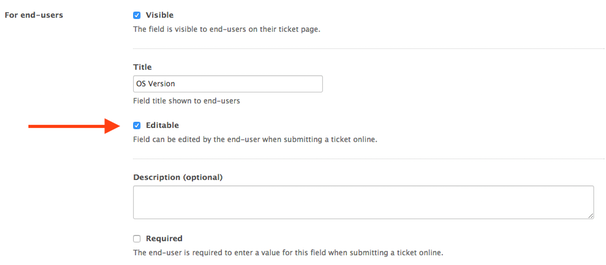 For end-users
Visible
The field is visible to end-users on their ticket page.
Title
OS Version
Field title shown to end-users
Editable
Field can be edited by the end-user when submitting a ticket online.
Description (optional)
Required
The end-user is required to enter a value for this field when submitting a ticket online.